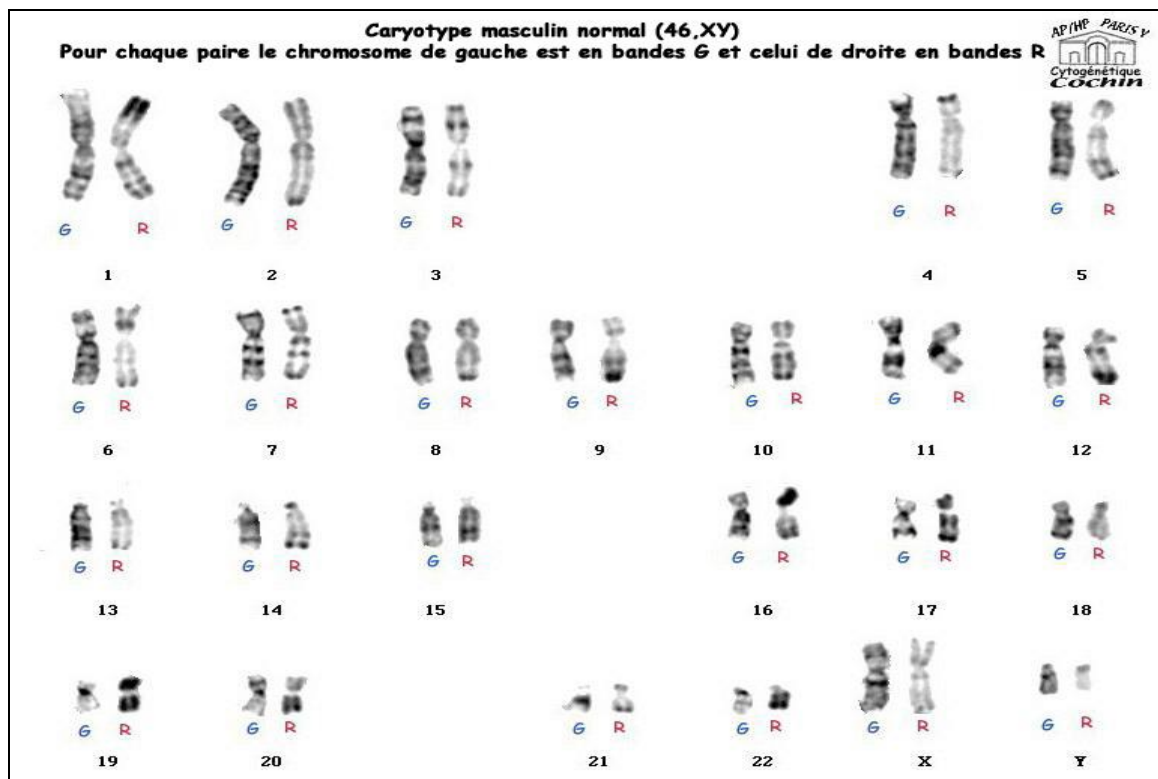 Caryotype masculin normal (46,XY)
Pour chaque paire le chromosome de gauche est en bandes G et celui de droite en bandes R
AP/HP PARIS V
Cytogénétique
Cochin
G R G R G R G R G R
1 2 3 4 5
G R G R G R G R G R G R G R
6 7 8 9 10 11 12
G R G R G R G R G R G R
13 14 15 16 17 18
G R G R G R G R G R G R
19 20 21 22 X Y